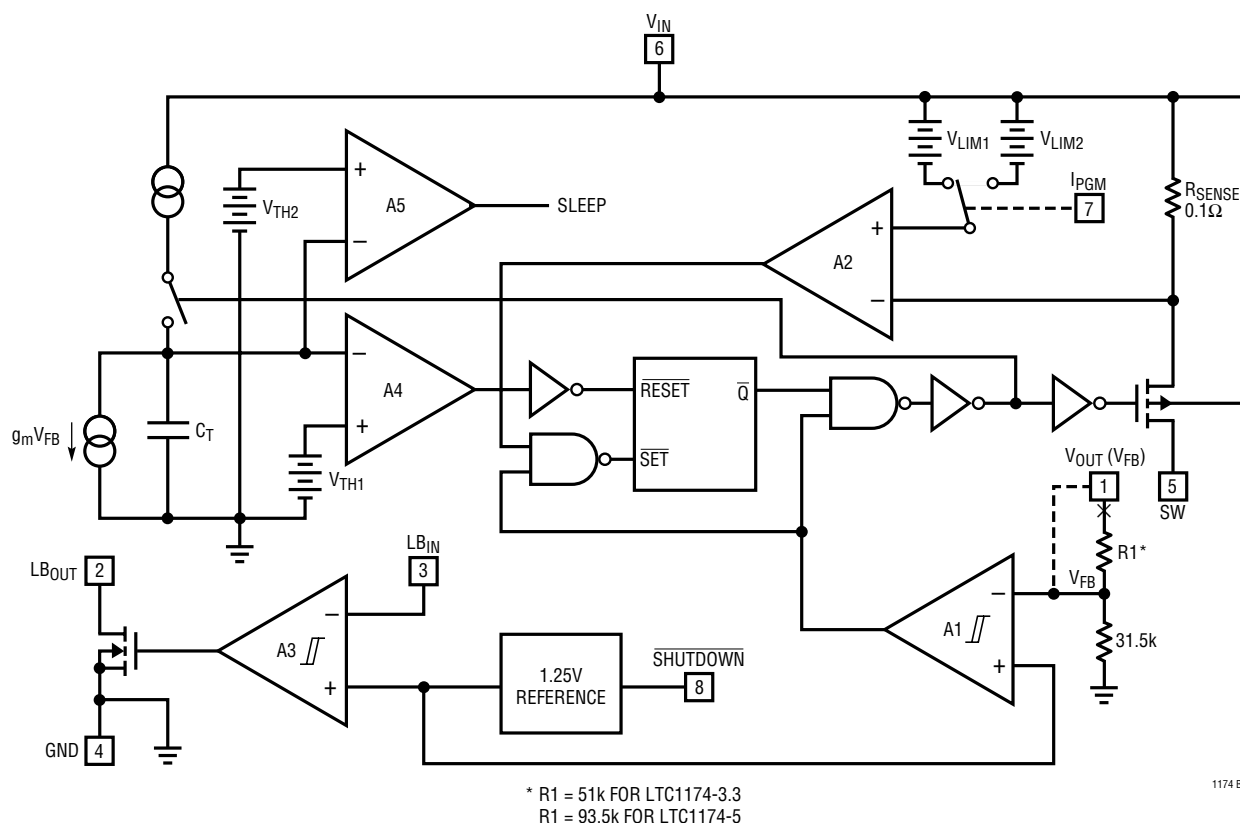 VIN
6
VLIM1
VLIM2
IPGM
7
RSENSE
0.1Ω
VTH2
+
−
A5
SLEEP
+
−
A2
−
+
A4
gmVFB
CT
VTH1
RESET
Q
SET
VOUT (VFB)
1
5
SW
R1*
VFB
31.5k
LBOUT
2
LBIN
3
−
+
A3
A1
−
+
1.25V
REFERENCE
SHUTDOWN
8
GND
4
* R1 = 51k FOR LTC1174-3.3
R1 = 93.5k FOR LTC1174-5